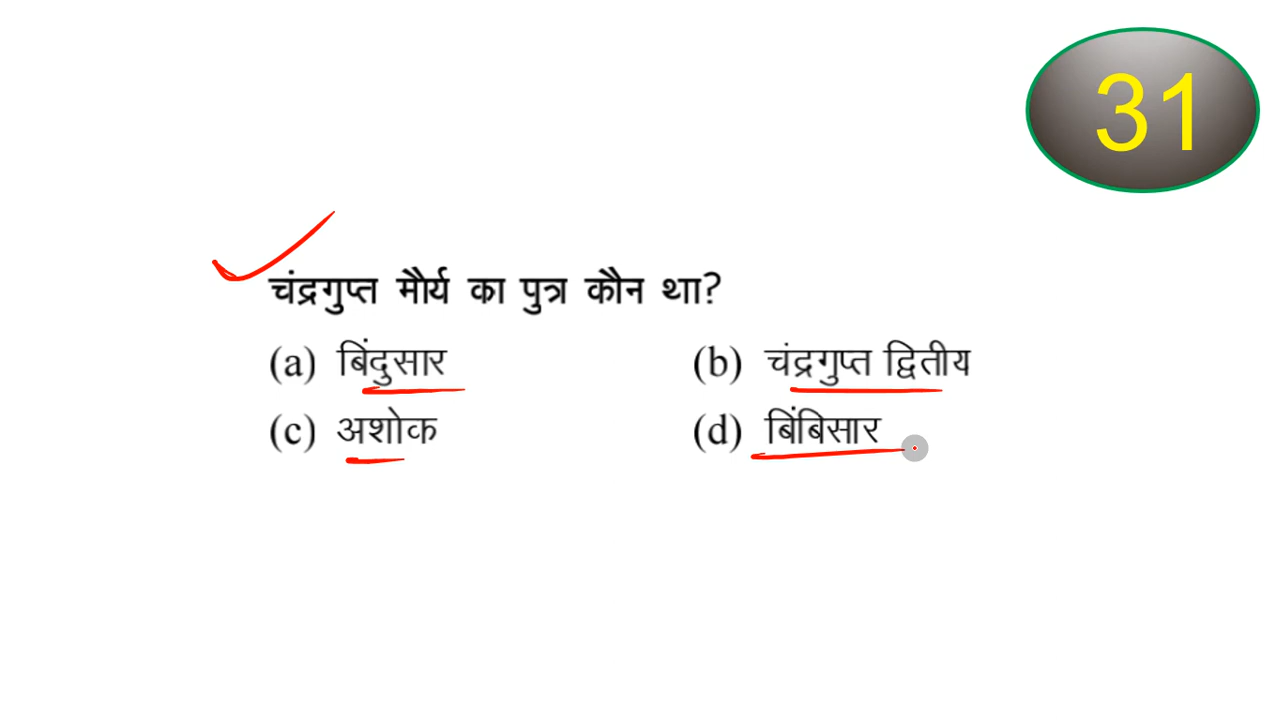 31
चंद्रगुप्त मौर्य का पुत्र कौन था?
(a) बिंदुसार (b) चंद्रगुप्त द्वितीय
(c) अशोक (d) बिंबिसार